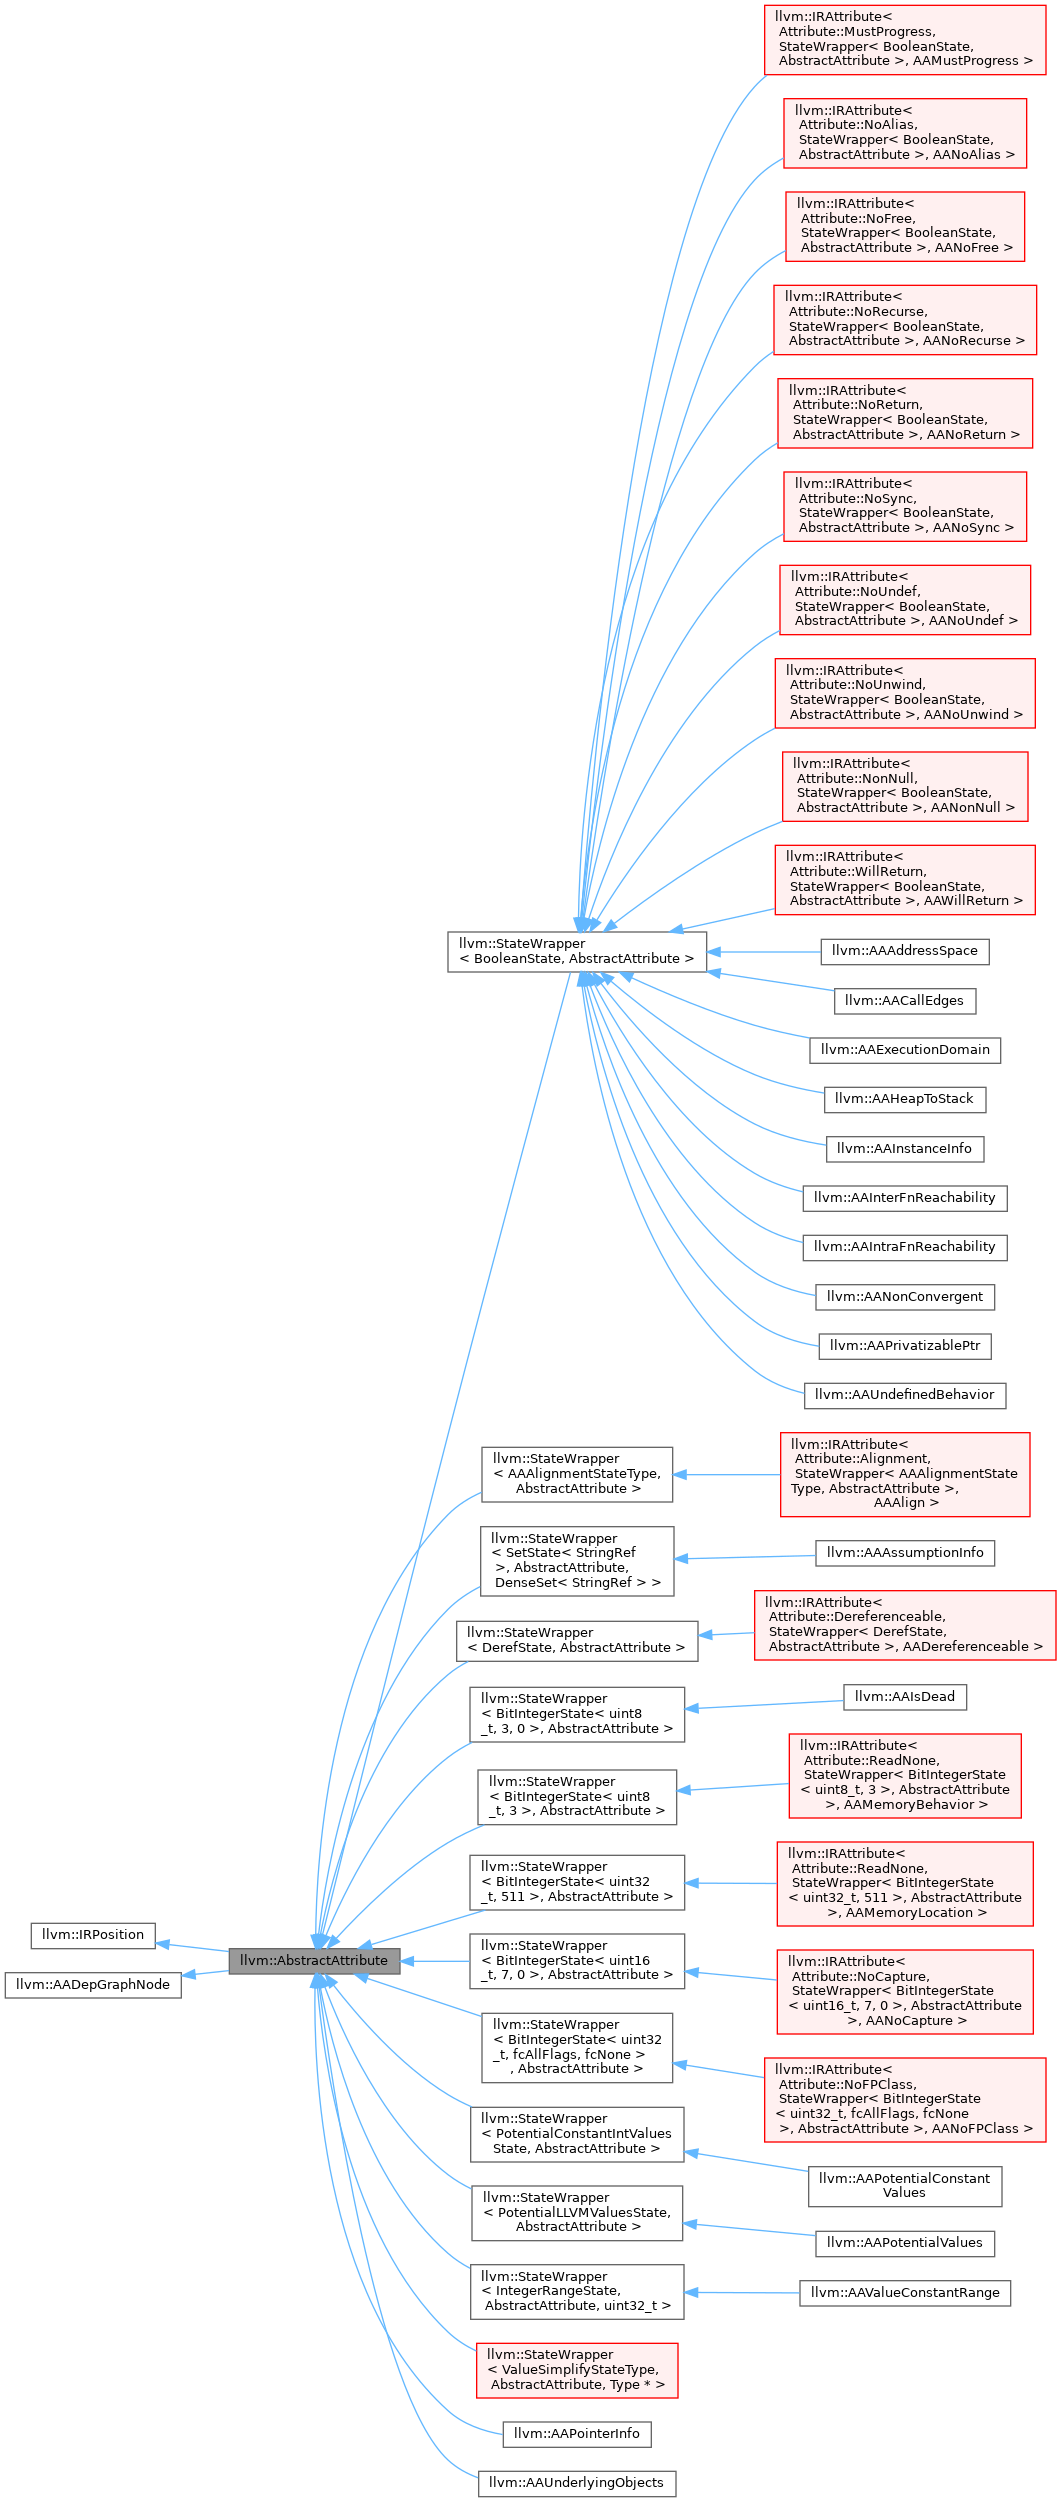 llvm::IRAttribute<
Attribute::MustProgress,
StateWrapper< BooleanState,
AbstractAttribute >, AAMustProgress >
llvm::IRAttribute<
Attribute::NoAlias,
StateWrapper< BooleanState,
AbstractAttribute >, AANoAlias >
llvm::IRAttribute<
Attribute::NoFree,
StateWrapper< BooleanState,
AbstractAttribute >, AANoFree >
llvm::IRAttribute<
Attribute::NoRecurse,
StateWrapper< BooleanState,
AbstractAttribute >, AANoRecurse >
llvm::IRAttribute<
Attribute::NoReturn,
StateWrapper< BooleanState,
AbstractAttribute >, AANoReturn >
llvm::IRAttribute<
Attribute::NoSync,
StateWrapper< BooleanState,
AbstractAttribute >, AANoSync >
llvm::IRAttribute<
Attribute::NoUndef,
StateWrapper< BooleanState,
AbstractAttribute >, AANoUndef >
llvm::IRAttribute<
Attribute::NoUnwind,
StateWrapper< BooleanState,
AbstractAttribute >, AANoUnwind >
llvm::IRAttribute<
Attribute::NonNull,
StateWrapper< BooleanState,
AbstractAttribute >, AANonNull >
llvm::IRAttribute<
Attribute::WillReturn,
StateWrapper< BooleanState,
AbstractAttribute >, AAWillReturn >
llvm::StateWrapper
< BooleanState, AbstractAttribute >
llvm::AAAddressSpace
llvm::AACallEdges
llvm::AAExecutionDomain
llvm::AAHeapToStack
llvm::AAInstanceInfo
llvm::AAInterFnReachability
llvm::AAIntraFnReachability
llvm::AANonConvergent
llvm::AAPrivatizablePtr
llvm::AAUndefinedBehavior
llvm::StateWrapper
< AAAlignmentStateType,
AbstractAttribute >
llvm::IRAttribute<
Attribute::Alignment,
StateWrapper< AAAlignmentState
Type, AbstractAttribute >,
AAAlign >
llvm::StateWrapper
< SetState< StringRef
>, AbstractAttribute,
DenseSet< StringRef > >
llvm::AAAssumptionInfo
llvm::StateWrapper
< DerefState, AbstractAttribute >
llvm::IRAttribute<
Attribute::Dereferenceable,
StateWrapper< DerefState,
AbstractAttribute >, AADereferenceable >
llvm::StateWrapper
< BitIntegerState< uint8
_t, 3, 0 >, AbstractAttribute >
llvm::AAIsDead
llvm::StateWrapper
< BitIntegerState< uint8
_t, 3 >, AbstractAttribute >
llvm::IRAttribute<
Attribute::ReadNone,
StateWrapper< BitIntegerState
< uint8_t, 3 >, AbstractAttribute
>, AAMemoryBehavior >
llvm::StateWrapper
< BitIntegerState< uint32
_t, 511 >, AbstractAttribute >
llvm::IRAttribute<
Attribute::ReadNone,
StateWrapper< BitIntegerState
< uint32_t, 511 >, AbstractAttribute
>, AAMemoryLocation >
llvm::IRPosition
llvm::AADepGraphNode
llvm::AbstractAttribute
llvm::StateWrapper
< BitIntegerState< uint16
_t, 7, 0 >, AbstractAttribute >
llvm::IRAttribute<
Attribute::NoCapture,
StateWrapper< BitIntegerState
< uint16_t, 7, 0 >, AbstractAttribute
>, AANoCapture >
llvm::StateWrapper
< BitIntegerState< uint32
_t, fcAllFlags, fcNone >
, AbstractAttribute >
llvm::IRAttribute<
Attribute::NoFPClass,
StateWrapper< BitIntegerState
< uint32_t, fcAllFlags, fcNone
>, AbstractAttribute >, AANoFPClass >
llvm::StateWrapper
< PotentialConstantIntValues
State, AbstractAttribute >
llvm::AAPotentialConstant
Values
llvm::StateWrapper
< PotentialLLVMValuesState,
AbstractAttribute >
llvm::AAPotentialValues
llvm::StateWrapper
< IntegerRangeState,
AbstractAttribute, uint32_t >
llvm::AAValueConstantRange
llvm::StateWrapper
< ValueSimplifyStateType,
AbstractAttribute, Type * >
llvm::AAPointerInfo
llvm::AAUnderlyingObjects